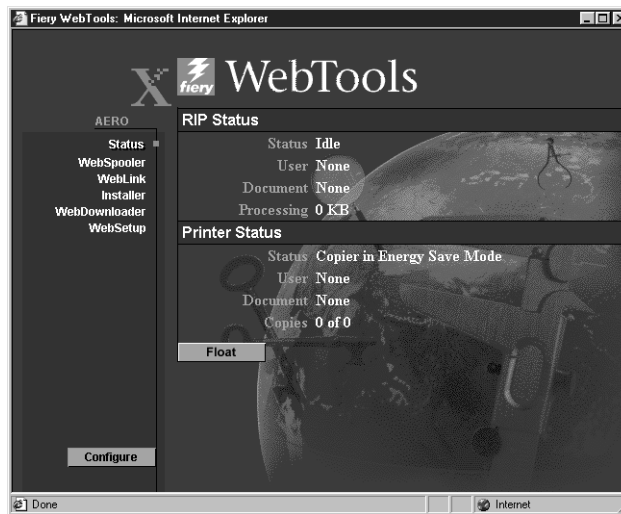 Fiery WebTools: Microsoft Internet Explorer
X fiery WebTools
AERO
Status
WebSpooler
WebLink
Installer
WebDownloader
WebSetup
Configure
RIP Status
Status Idle
User None
Document None
Processing 0 KB
Printer Status
Status Copier in Energy Save Mode
User None
Document None
Copies 0 of 0
Float
Done Internet